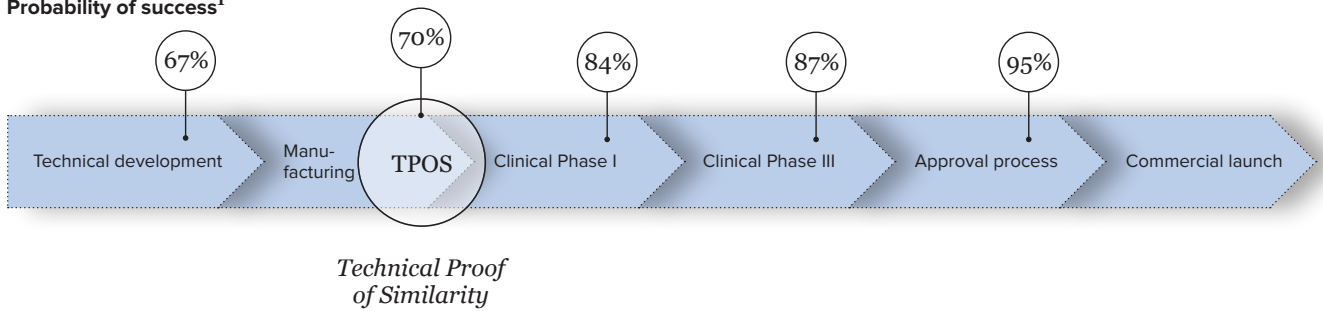 Probability of success¹
67%
70%
84%
87%
95%
Technical development
Manu-
facturing
TPOS
Clinical Phase I
Clinical Phase III
Approval process
Commercial launch
Technical Proof
of Similarity